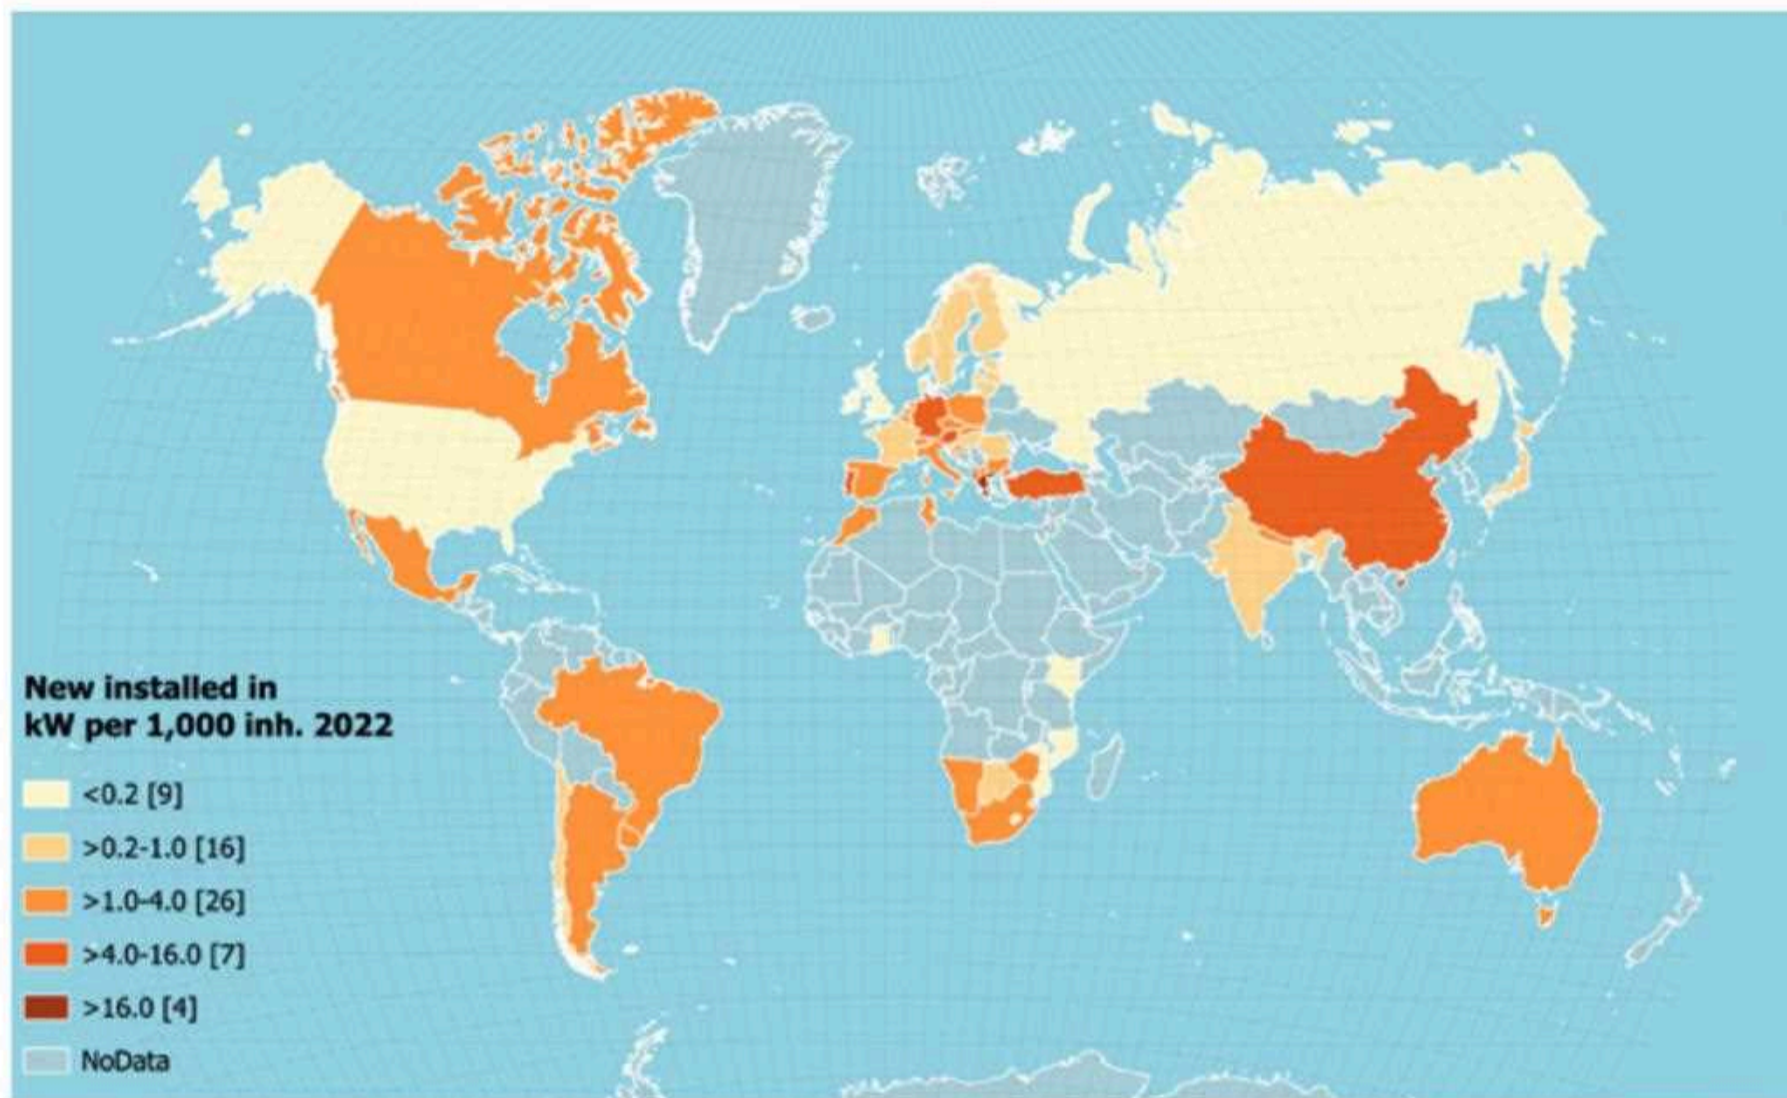 New installed in
kW per 1,000 inh. 2022
<0.2 [9]
>0.2-1.0 [16]
>1.0-4.0 [26]
>4.0-16.0 [7]
>16.0 [4]
NoData